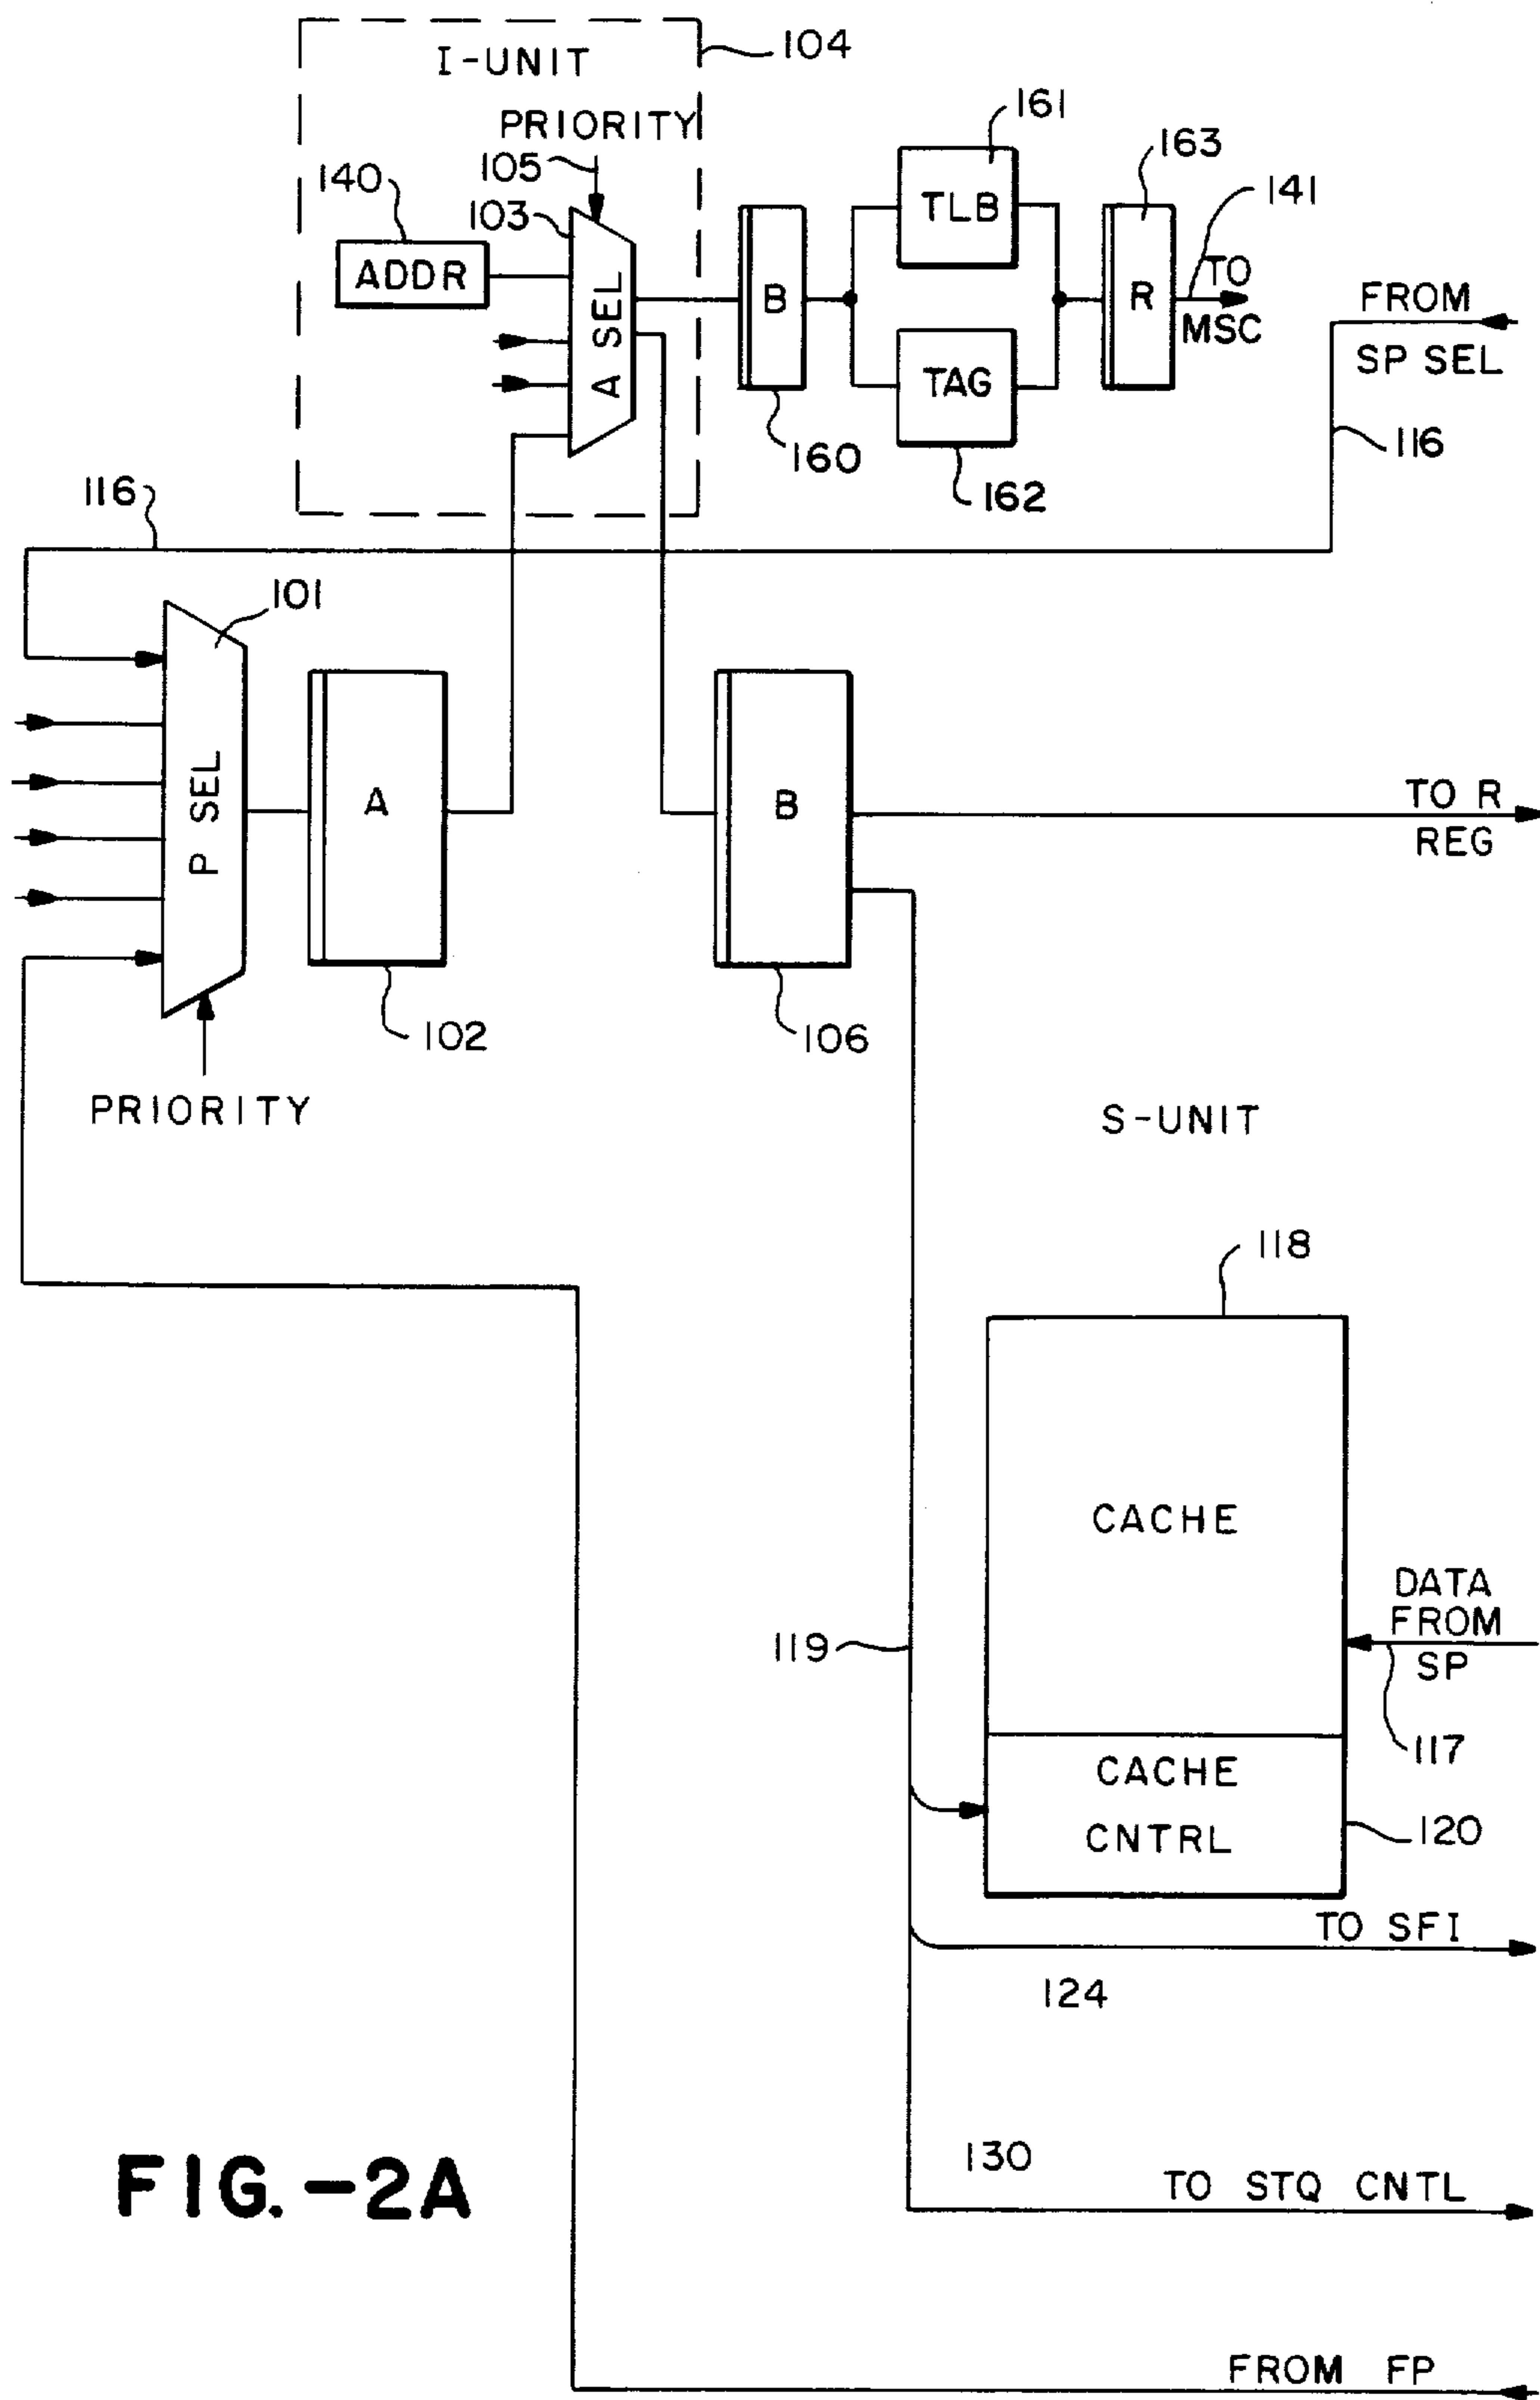 I-UNIT
104
PRIORITY
105
161
163
141
140
103
ADDR
A SEL
B
TLB
R
TO
MSC
TAG
160
162
FROM
SP SEL
116
116
101
P SEL
A
B
TO R
REG
102
106
PRIORITY
S-UNIT
118
CACHE
119
DATA
FROM
SP
117
CACHE
CNTRL
120
TO SFI
124
130
TO STQ CNTL
FIG.-2A
FROM FP